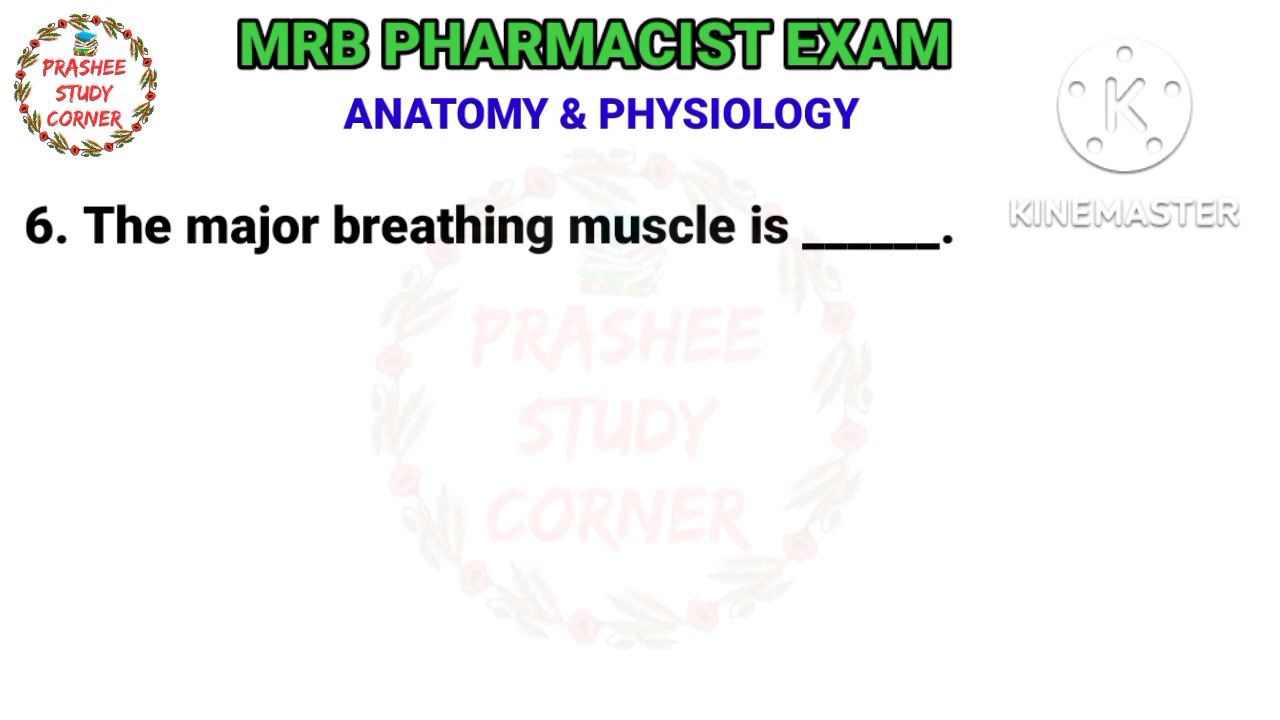 PRASHEE
STUDY
CORNER
MRB PHARMACIST EXAM
ANATOMY & PHYSIOLOGY
K
KINEMASTER
6. The major breathing muscle is ______.
PRASHEE
STUDY
CORNER